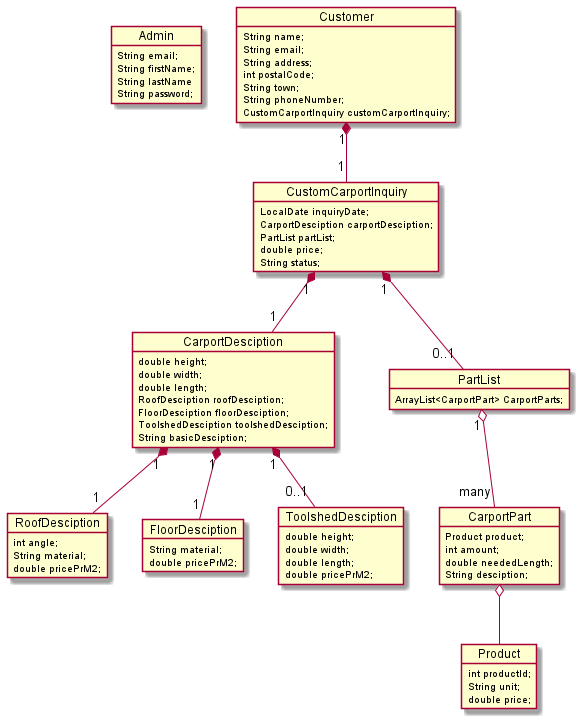 Customer
String name;
String email;
String address;
int postalCode;
String town;
String phoneNumber;
CustomCarportInquiry customCarportInquiry;
Admin
String email;
String firstName;
String lastName
String password;
1
1
CustomCarportInquiry
LocalDate inquiryDate;
CarportDesciption carportDesciption;
PartList partList;
double price;
String status;
1
1
1
0..1
CarportDesciption
double height;
double width;
double length;
RoofDesciption roofDesciption;
FloorDesciption floorDesciption;
ToolshedDesciption toolshedDesciption;
String basicDesciption;
PartList
ArrayList<CarportPart> CarportParts;
1
1
1
1
1
1
0..1
many
RoofDesciption
int angle;
String material;
double pricePrM2;
FloorDesciption
String material;
double pricePrM2;
ToolshedDesciption
double height;
double width;
double length;
double pricePrM2;
CarportPart
Product product;
int amount;
double neededLength;
String desciption;
Product
int productId;
String unit;
double price;